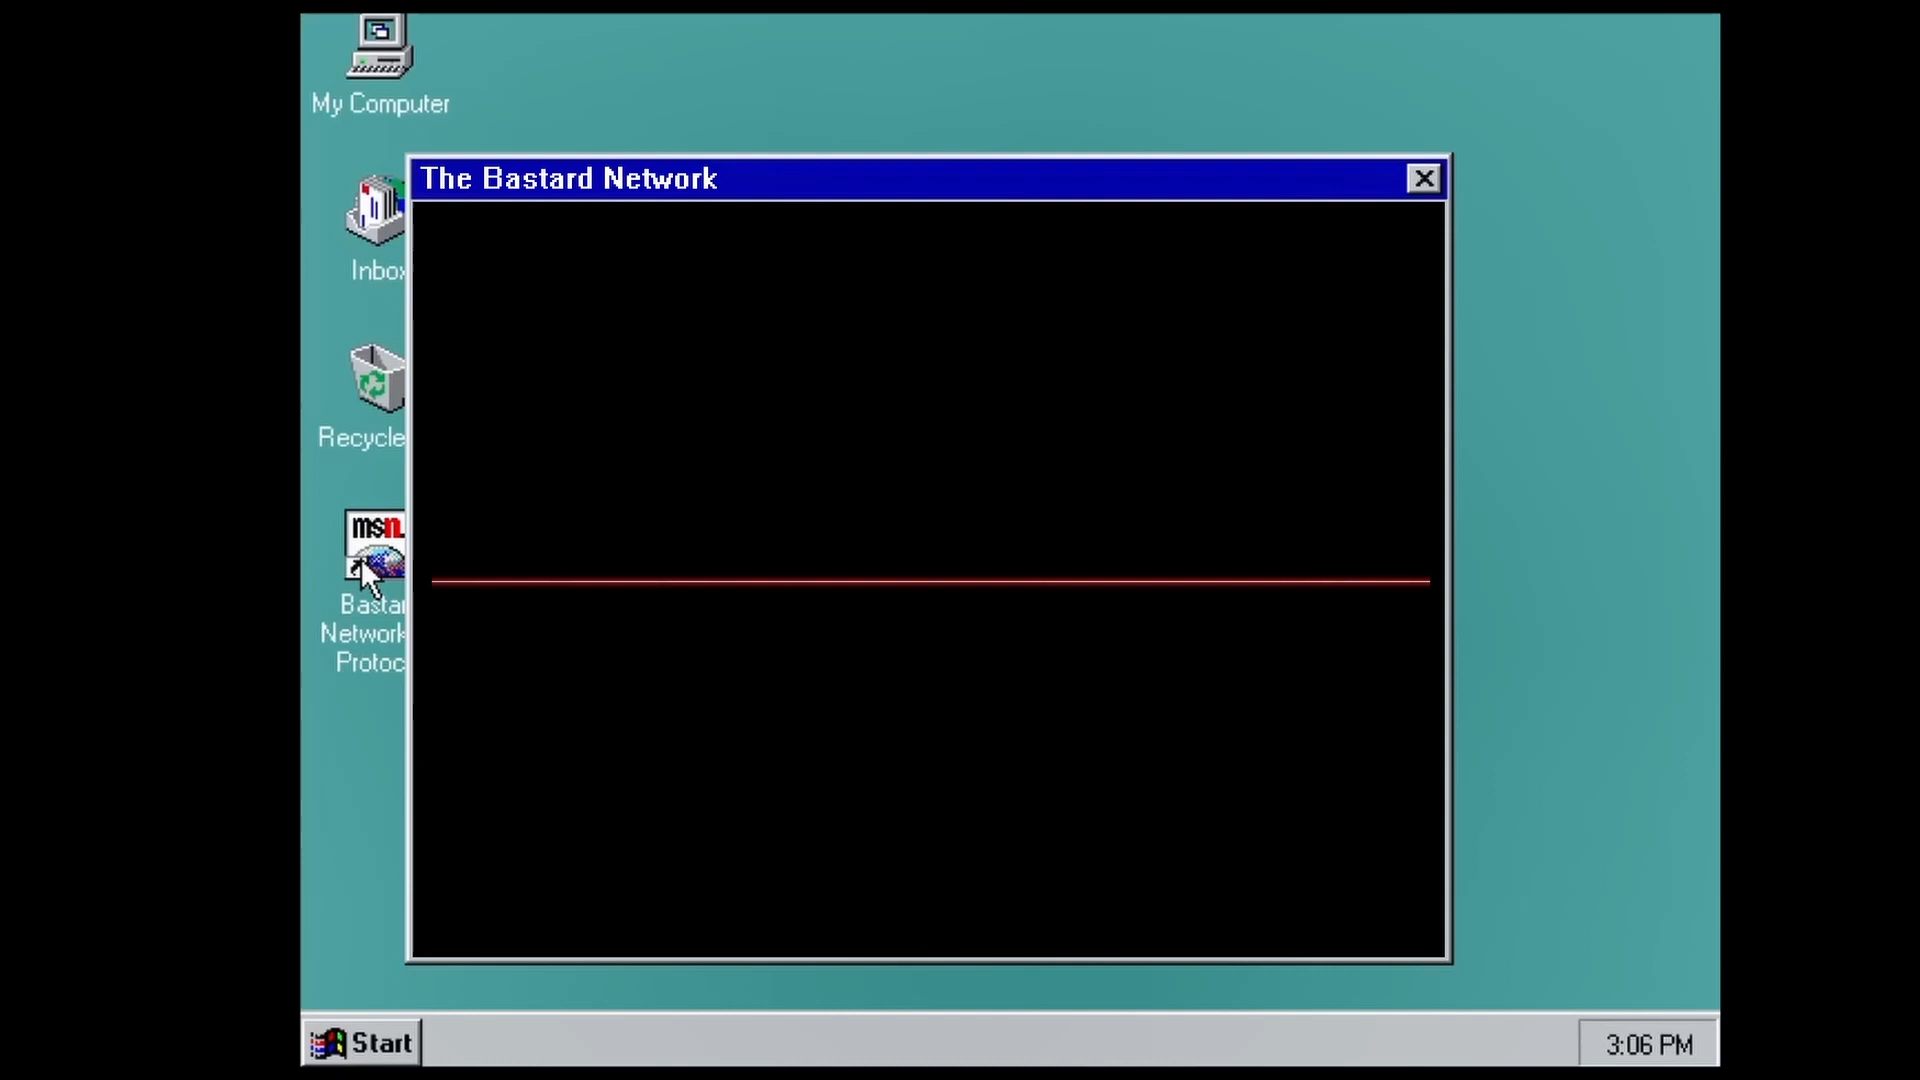 My Computer
The Bastard Network
Inbox
Recycle
msn.
Bastar
Network
Protoc
Start
3:06 PM